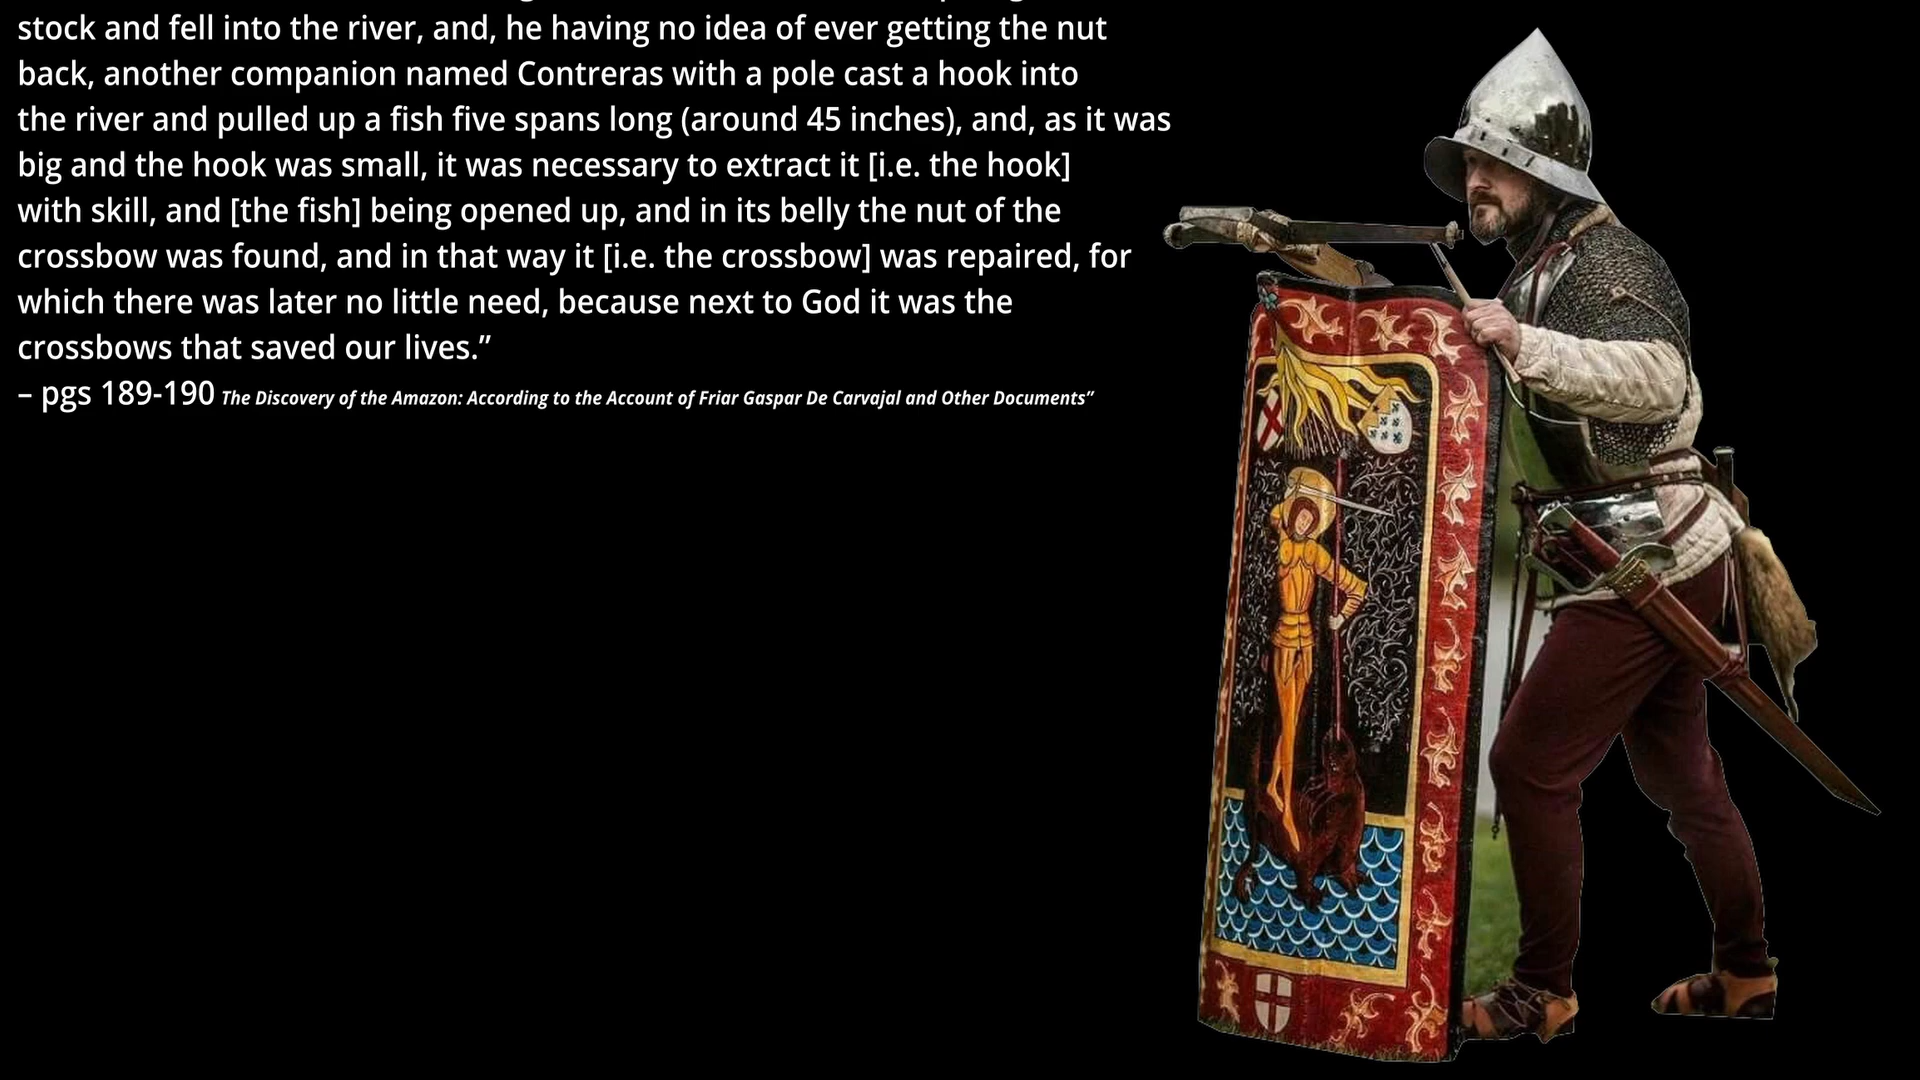 stock and fell into the river, and, he having no idea of ever getting the nut
back, another companion named Contreras with a pole cast a hook into
the river and pulled up a fish five spans long (around 45 inches), and, as it was
big and the hook was small, it was necessary to extract it [i.e. the hook]
with skill, and [the fish] being opened up, and in its belly the nut of the
crossbow was found, and in that way it [i.e. the crossbow] was repaired, for
which there was later no little need, because next to God it was the
crossbows that saved our lives.”
– pgs 189-190 The Discovery of the Amazon: According to the Account of Friar Gaspar De Carvajal and Other Documents”